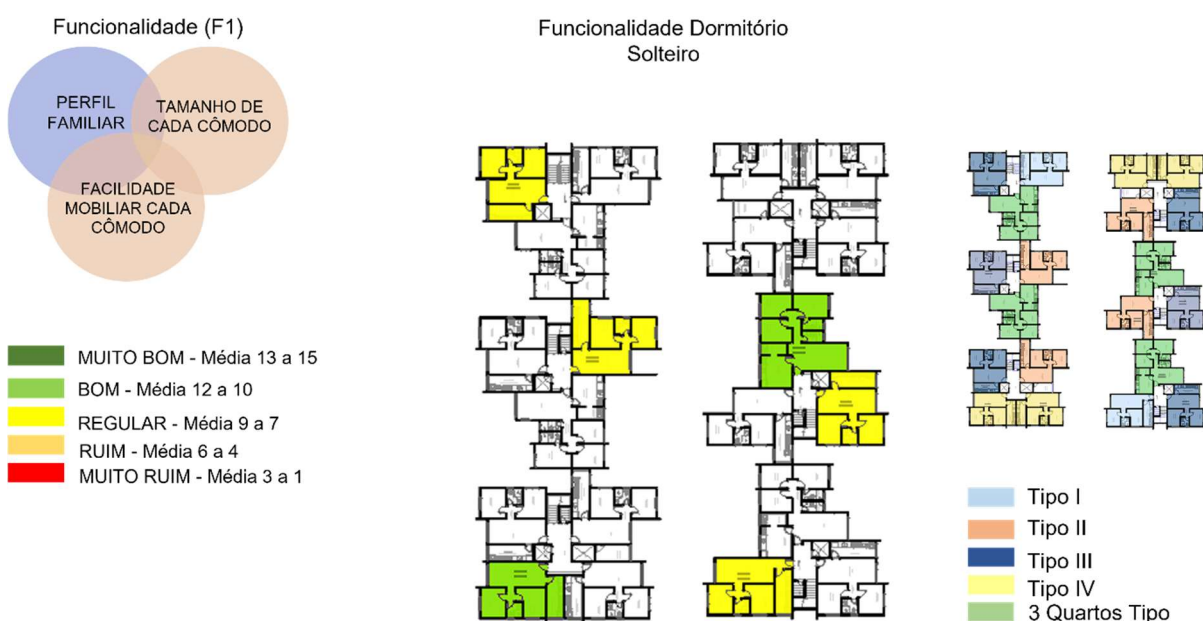 Funcionalidade (F1)
PERFIL
FAMILIAR
TAMANHO DE
CADA CÔMODO
FACILIDADE
MOBILIAR CADA
CÔMODO
MUITO BOM - Média 13 a 15
BOM - Média 12 a 10
REGULAR - Média 9 a 7
RUIM - Média 6 a 4
MUITO RUIM - Média 3 a 1
Funcionalidade Dormitório
Solteiro
Tipo I
Tipo II
Tipo III
Tipo IV
3 Quartos Tipo